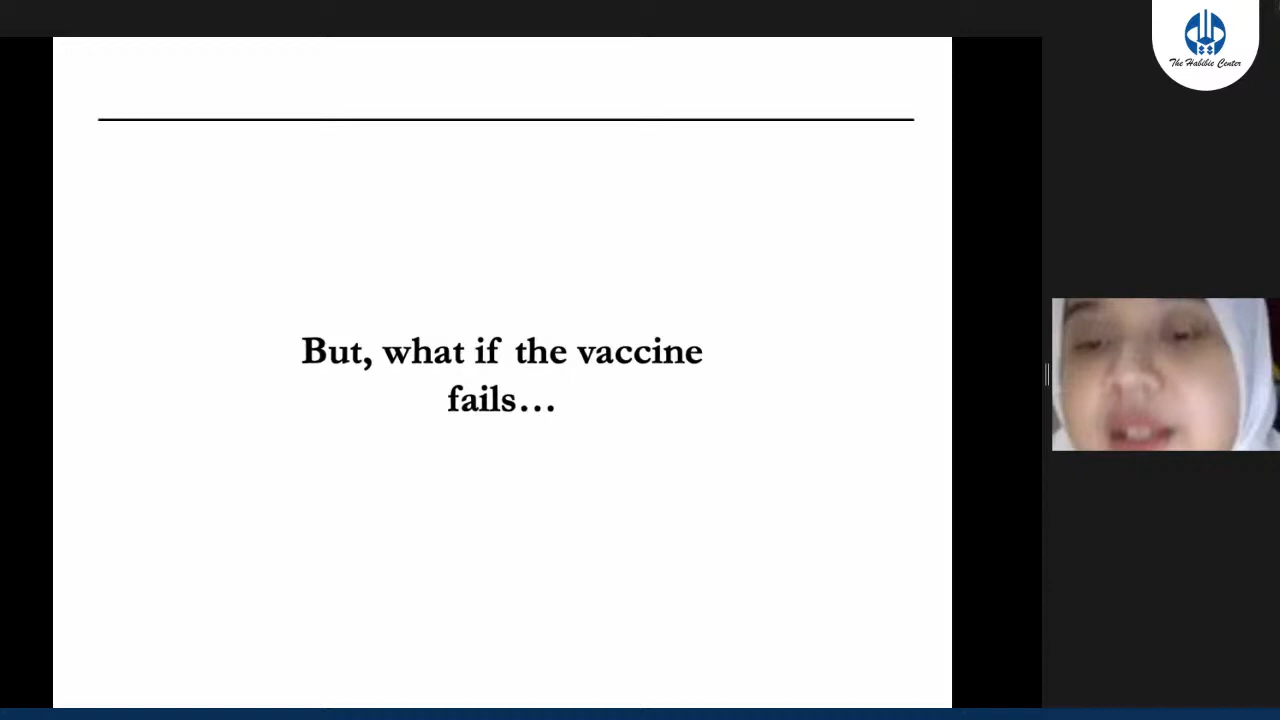 The Habibie Center
But, what if the vaccine
fails…